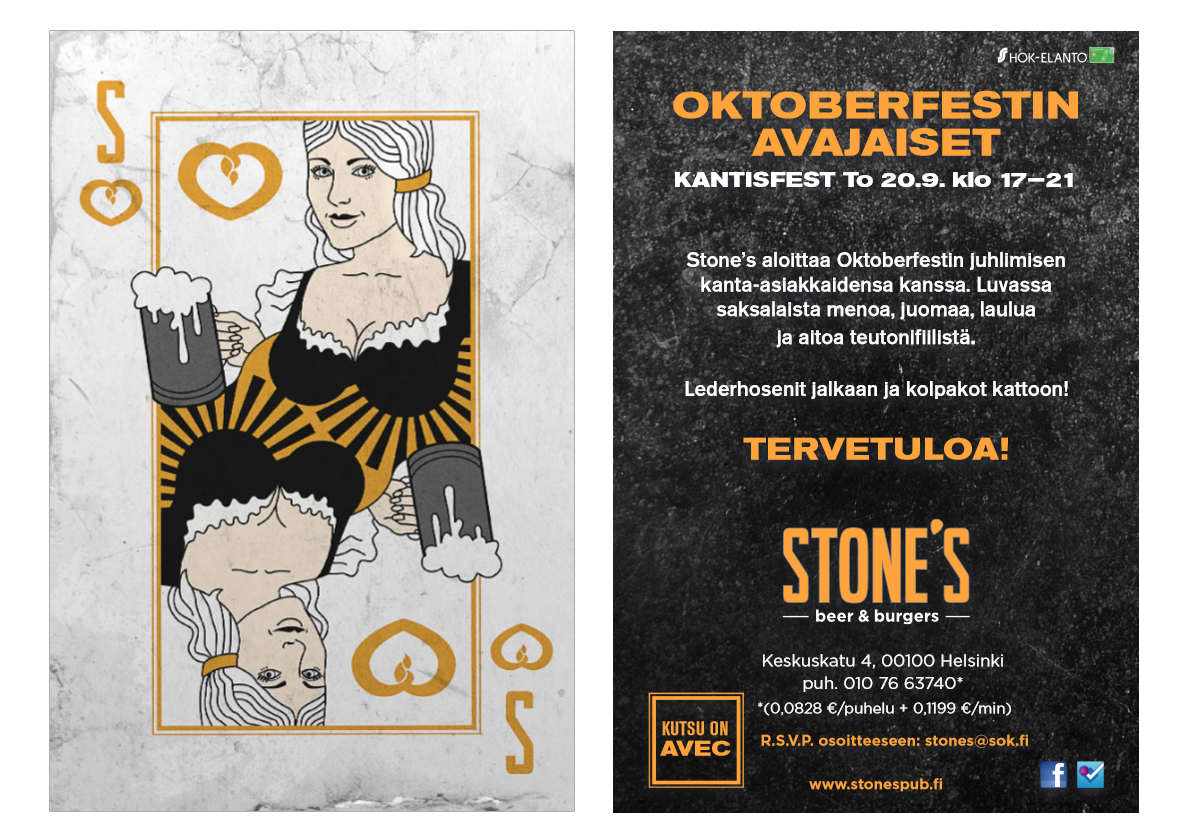 S
S
HOK-ELANTO
OKTOBERFESTIN
AVAJAISET
KANTISFEST To 20.9. klo 17–21
Stone's aloittaa Oktoberfestin juhlimisen
kanta-asiakkaidensa kanssa. Luvassa
saksalaista menoa, juomaa, laulua
ja aitoa teutonifiilistä.
Lederhosenit jalkaan ja kolpakot kattoon!
TERVETULOA!
STONE'S
beer & burgers
Keskuskatu 4, 00100 Helsinki
puh. 010 76 63740*
*(0,0828 €/puhelu + 0,1199 €/min)
KUTSU ON
AVEC
R.S.V.P. osoitteeseen: stones@sok.fi
www.stonespub.fi
f